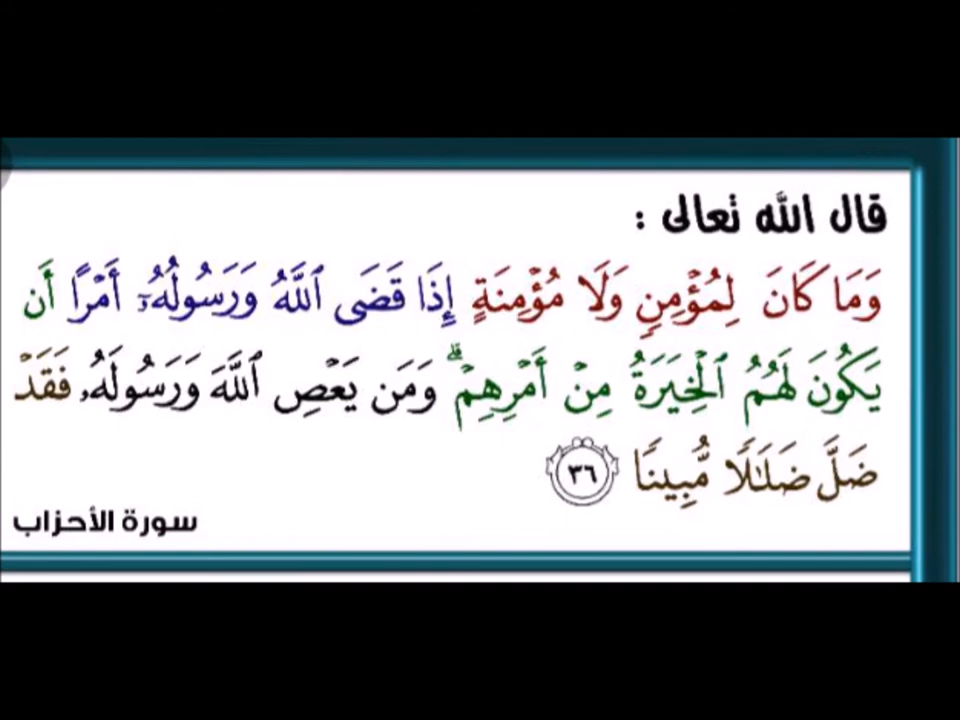 قال الله تعالى :
وَمَا كَانَ لِمُؤْمِنٍ وَلَا مُؤْمِنَةٍ إِذَا قَضَى ٱللَّهُ وَرَسُولُهُۥٓ أَمْرًا أَن
يَكُونَ لَهُمُ ٱلْخِيَرَةُ مِنْ أَمْرِهِمْ ۗ وَمَن يَعْصِ ٱللَّهَ وَرَسُولَهُۥ فَقَدْ
ضَلَّ ضَلَـٰلًا مُّبِينًا ٣٦
سورة الأحزاب